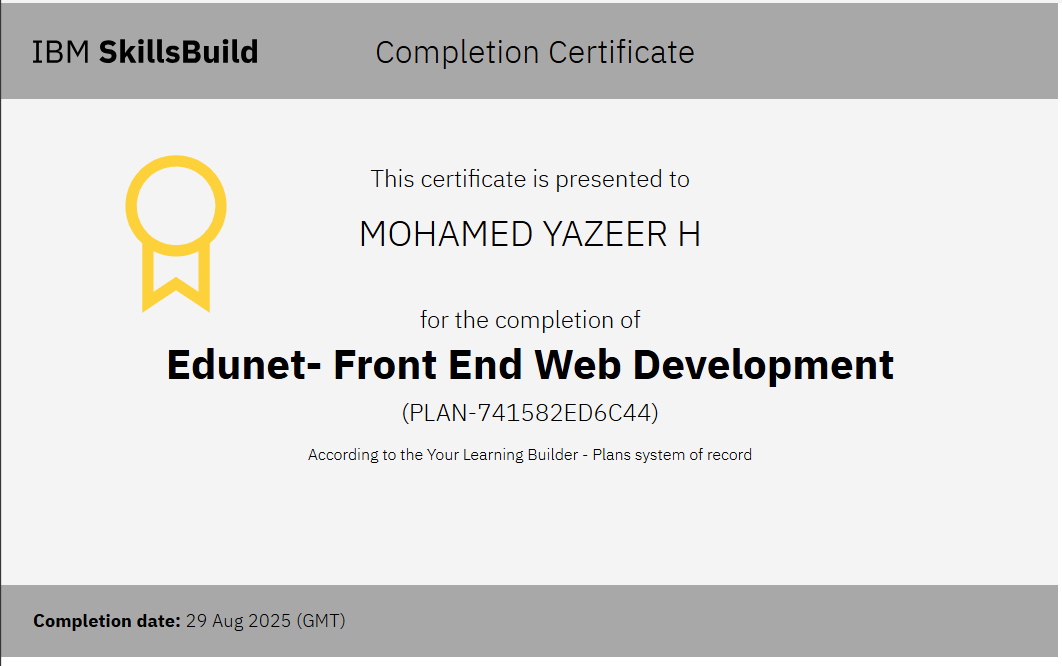 IBM SkillsBuild
Completion Certificate
This certificate is presented to
MOHAMED YAZEER H
for the completion of
Edunet- Front End Web Development
(PLAN-741582ED6C44)
According to the Your Learning Builder - Plans system of record
Completion date: 29 Aug 2025 (GMT)